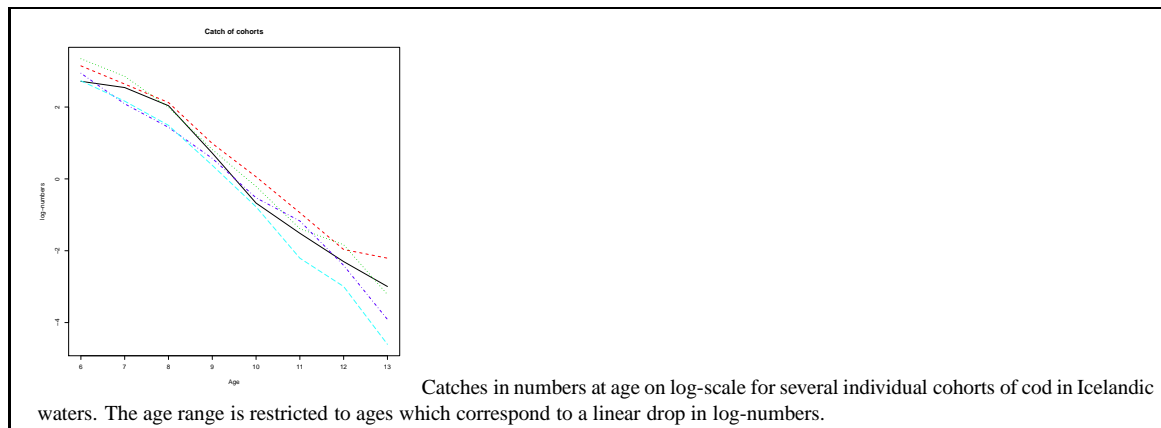 Catch of cohorts
log-numbers
2
0
−2
−4
6 7 8 9 10 11 12 13
Age
Catches in numbers at age on log-scale for several individual cohorts of cod in Icelandic
waters. The age range is restricted to ages which correspond to a linear drop in log-numbers.